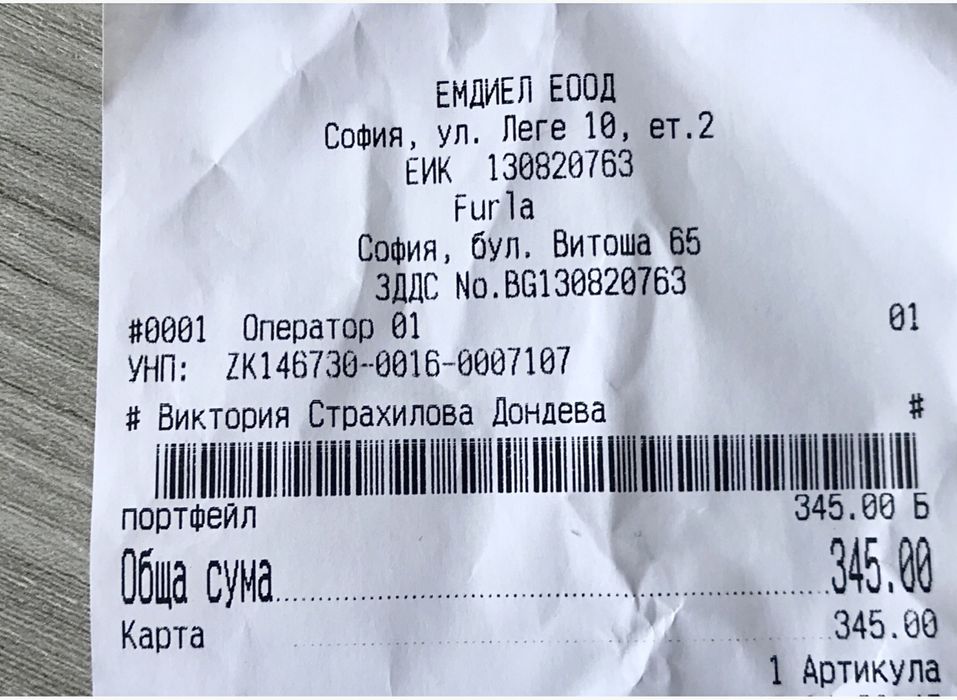 ЕМДИЕЛ ЕООД
София, ул. Леге 10, ет.2
ЕИК 130820763
Furla
София, бул. Витоша 65
ЗДДС No.BG130820763
#0001 Оператор 01 01
УНП: ZK146730-0016-0007107
# Виктория Страхилова Дондева #
портфейл 345.00 Б
Обща сума 345.00
Карта 345.00
1 Артикула